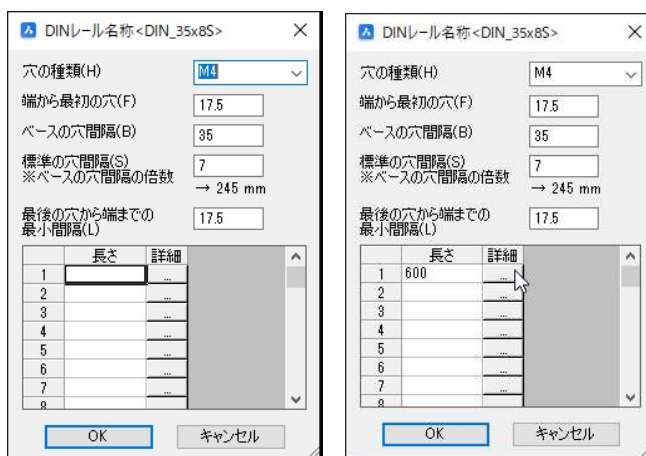 DINレール名称<DIN_35x8S>
穴の種類(H) M4
端から最初の穴(F) 17.5
ベースの穴間隔(B) 35
標準の穴間隔(S) 7
※ベースの穴間隔の倍数 → 245 mm
最後の穴から端までの 17.5
最小間隔(L)
長さ 詳細
1 ...
2 ...
3 ...
4 ...
5 ...
6 ...
7 ...
8
OK キャンセル
DINレール名称<DIN_35x8S>
穴の種類(H) M4
端から最初の穴(F) 17.5
ベースの穴間隔(B) 35
標準の穴間隔(S) 7
※ベースの穴間隔の倍数 → 245 mm
最後の穴から端までの 17.5
最小間隔(L)
長さ 詳細
1 600 ...
2 ...
3 ...
4 ...
5 ...
6 ...
7 ...
8
OK キャンセル